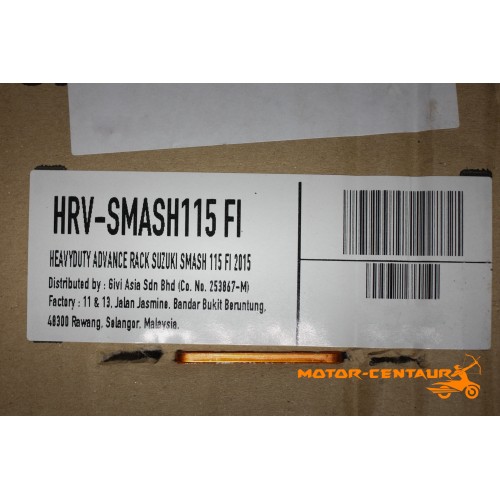 HRV-SMASH115 FI
HEAVYDUTY ADVANCE RACK SUZUKI SMASH 115 FI 2015
Distributed by : Givi Asia Sdn Bhd (Co. No. 253867-M)
Factory : 11 & 13, Jalan Jasmine, Bandar Bukit Beruntung,
48300 Rawang, Selangor, Malaysia.
MOTOR-CENTAUR